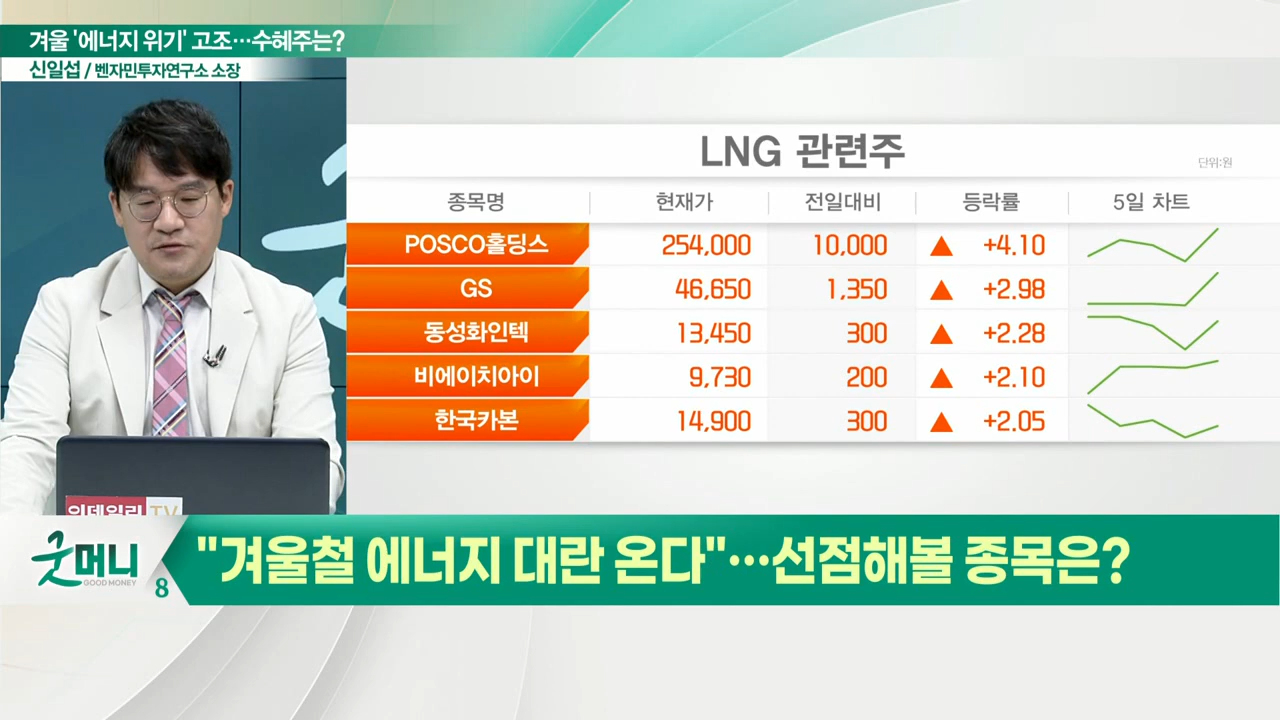 겨울 '에너지 위기' 고조…수혜주는?
신일섭 / 벤자민투자연구소 소장
LNG 관련주
단위:원
종목명 현재가 전일대비 등락률 5일 차트
POSCO홀딩스 254,000 10,000 ▲ +4.10
GS 46,650 1,350 ▲ +2.98
동성화인텍 13,450 300 ▲ +2.28
비에이치아이 9,730 200 ▲ +2.10
한국카본 14,900 300 ▲ +2.05
이데일리 TV
굿머니
GOOD MONEY
8
"겨울철 에너지 대란 온다"…선점해볼 종목은?